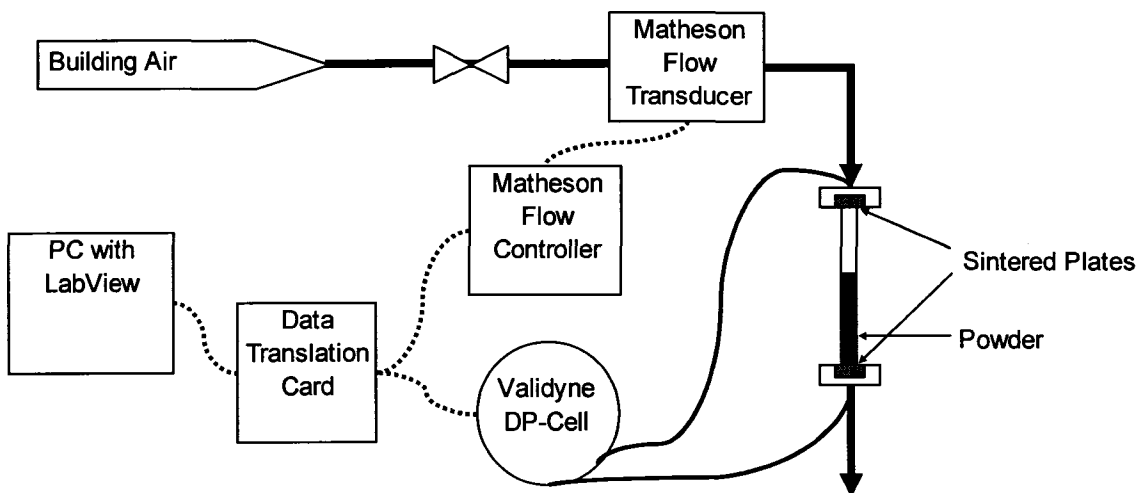 Building Air
Matheson
Flow
Transducer
Matheson
Flow
Controller
PC with
LabView
Data
Translation
Card
Validyne
DP-Cell
Sintered Plates
Powder